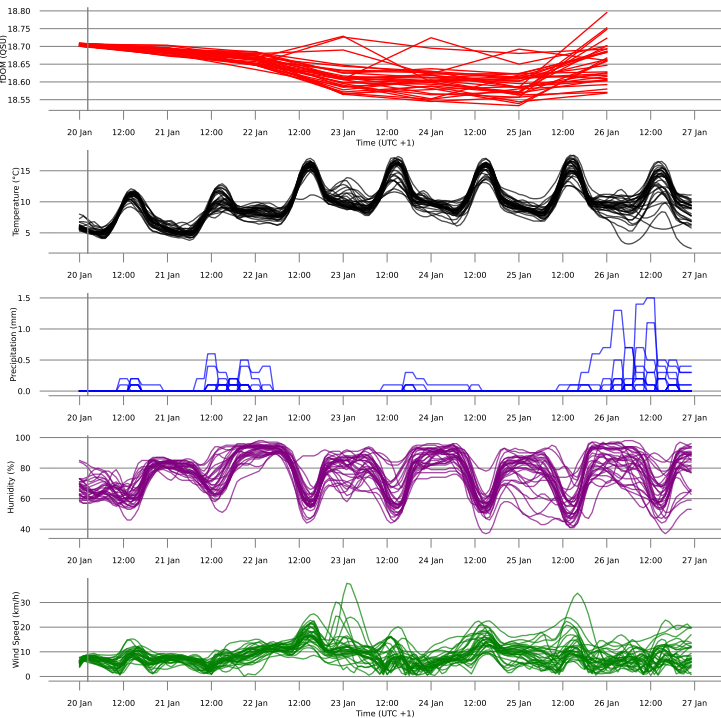 18.80
18.75
18.70
18.65
18.60
18.55
fDOM (QSU)
20 Jan 12:00 21 Jan 12:00 22 Jan 12:00 23 Jan 12:00 24 Jan 12:00 25 Jan 12:00 26 Jan 12:00 27 Jan
Time (UTC +1)
15
10
5
Temperature (°C)
20 Jan 12:00 21 Jan 12:00 22 Jan 12:00 23 Jan 12:00 24 Jan 12:00 25 Jan 12:00 26 Jan 12:00 27 Jan
1.5
1.0
0.5
0.0
Precipitation (mm)
20 Jan 12:00 21 Jan 12:00 22 Jan 12:00 23 Jan 12:00 24 Jan 12:00 25 Jan 12:00 26 Jan 12:00 27 Jan
100
80
60
40
Humidity (%)
20 Jan 12:00 21 Jan 12:00 22 Jan 12:00 23 Jan 12:00 24 Jan 12:00 25 Jan 12:00 26 Jan 12:00 27 Jan
30
20
10
0
Wind Speed (km/h)
20 Jan 12:00 21 Jan 12:00 22 Jan 12:00 23 Jan 12:00 24 Jan 12:00 25 Jan 12:00 26 Jan 12:00 27 Jan
Time (UTC +1)